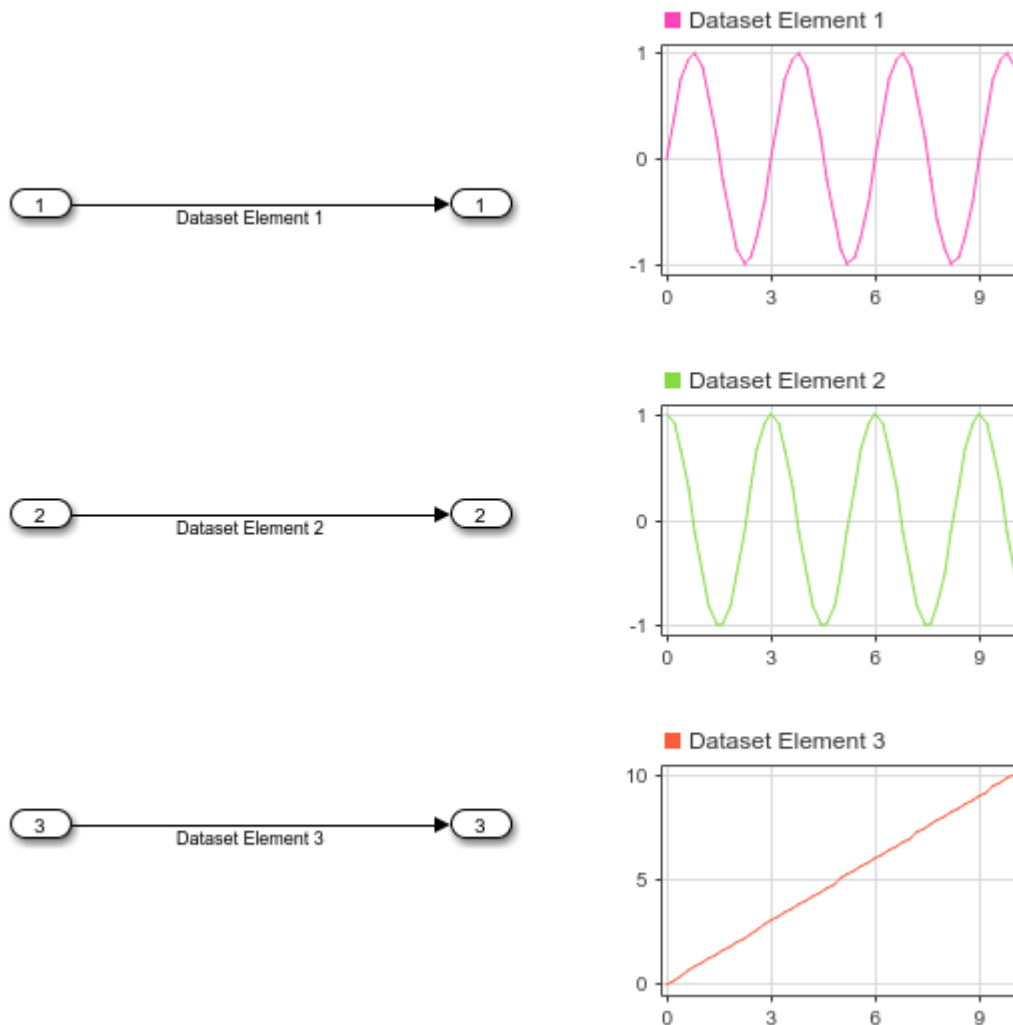 Dataset Element 1
1
0
-1
0 3 6 9
1 1
Dataset Element 1
Dataset Element 2
1
0
-1
0 3 6 9
2 2
Dataset Element 2
Dataset Element 3
10
5
0
0 3 6 9
3 3
Dataset Element 3